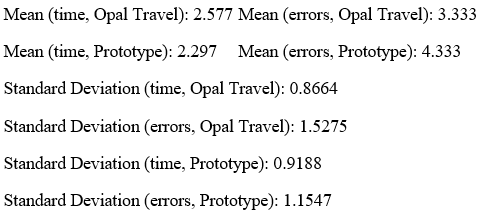 Mean (time, Opal Travel): 2.577 Mean (errors, Opal Travel): 3.333
Mean (time, Prototype): 2.297 Mean (errors, Prototype): 4.333
Standard Deviation (time, Opal Travel): 0.8664
Standard Deviation (errors, Opal Travel): 1.5275
Standard Deviation (time, Prototype): 0.9188
Standard Deviation (errors, Prototype): 1.1547